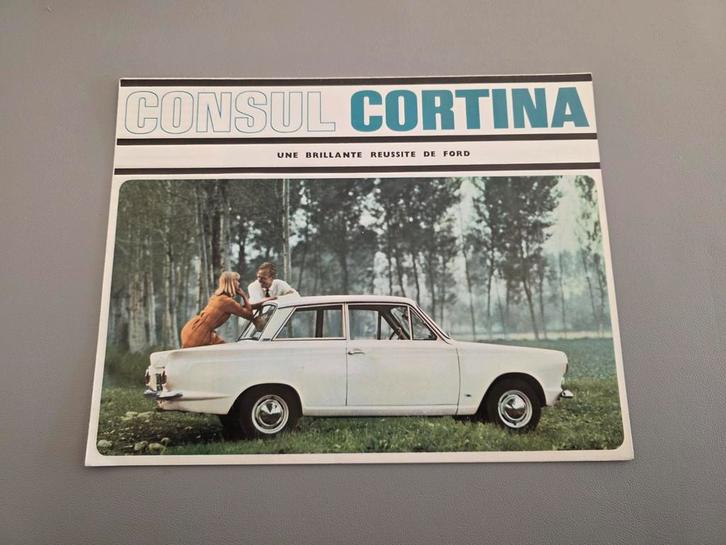 CONSUL CORTINA
UNE BRILLANTE REUSSITE DE FORD